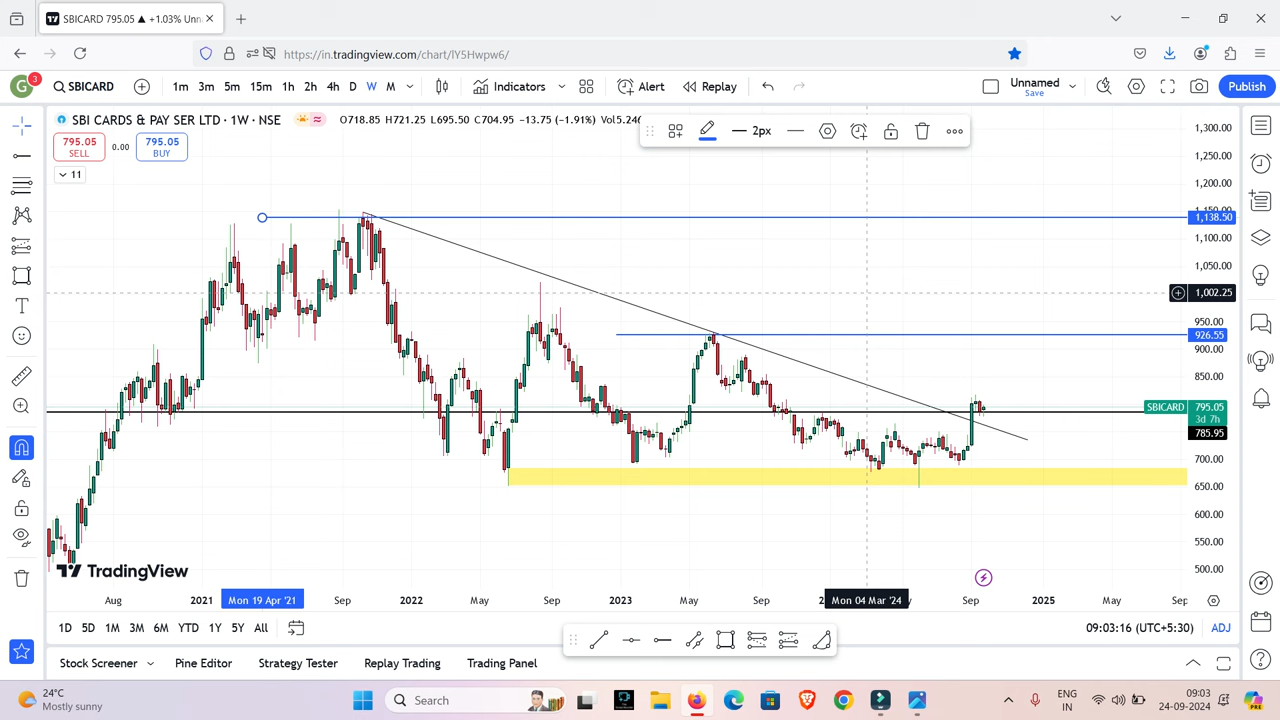 SBICARD 795.05 ▲ +1.03% Unn
https://in.tradingview.com/chart/lY5Hwpw6/
G 3 SBICARD 1m 3m 5m 15m 1h 2h 4h D W M Indicators Alert Replay Unnamed Save Publish
SBI CARDS & PAY SER LTD · 1W · NSE O718.85 H721.25 L695.50 C704.95 -13.75 (-1.91%)
795.05 SELL 0.00 795.05 BUY
2px
11
1,300.00
1,250.00
1,200.00
1,138.50
1,100.00
1,050.00
1,002.25
950.00
926.55
900.00
850.00
SBICARD 795.05
3d 7h
785.95
700.00
650.00
600.00
550.00
500.00
TradingView
Aug 2021 Mon 19 Apr '21 Sep 2022 May Sep 2023 May Sep Mon 04 Mar '24 Sep 2025 May Sep
1D 5D 1M 3M 6M YTD 1Y 5Y All 09:03:16 (UTC+5:30) ADJ
Stock Screener Pine Editor Strategy Tester Replay Trading Trading Panel
24°C
Mostly sunny
Search
ENG
IN
09:03
24-09-2024